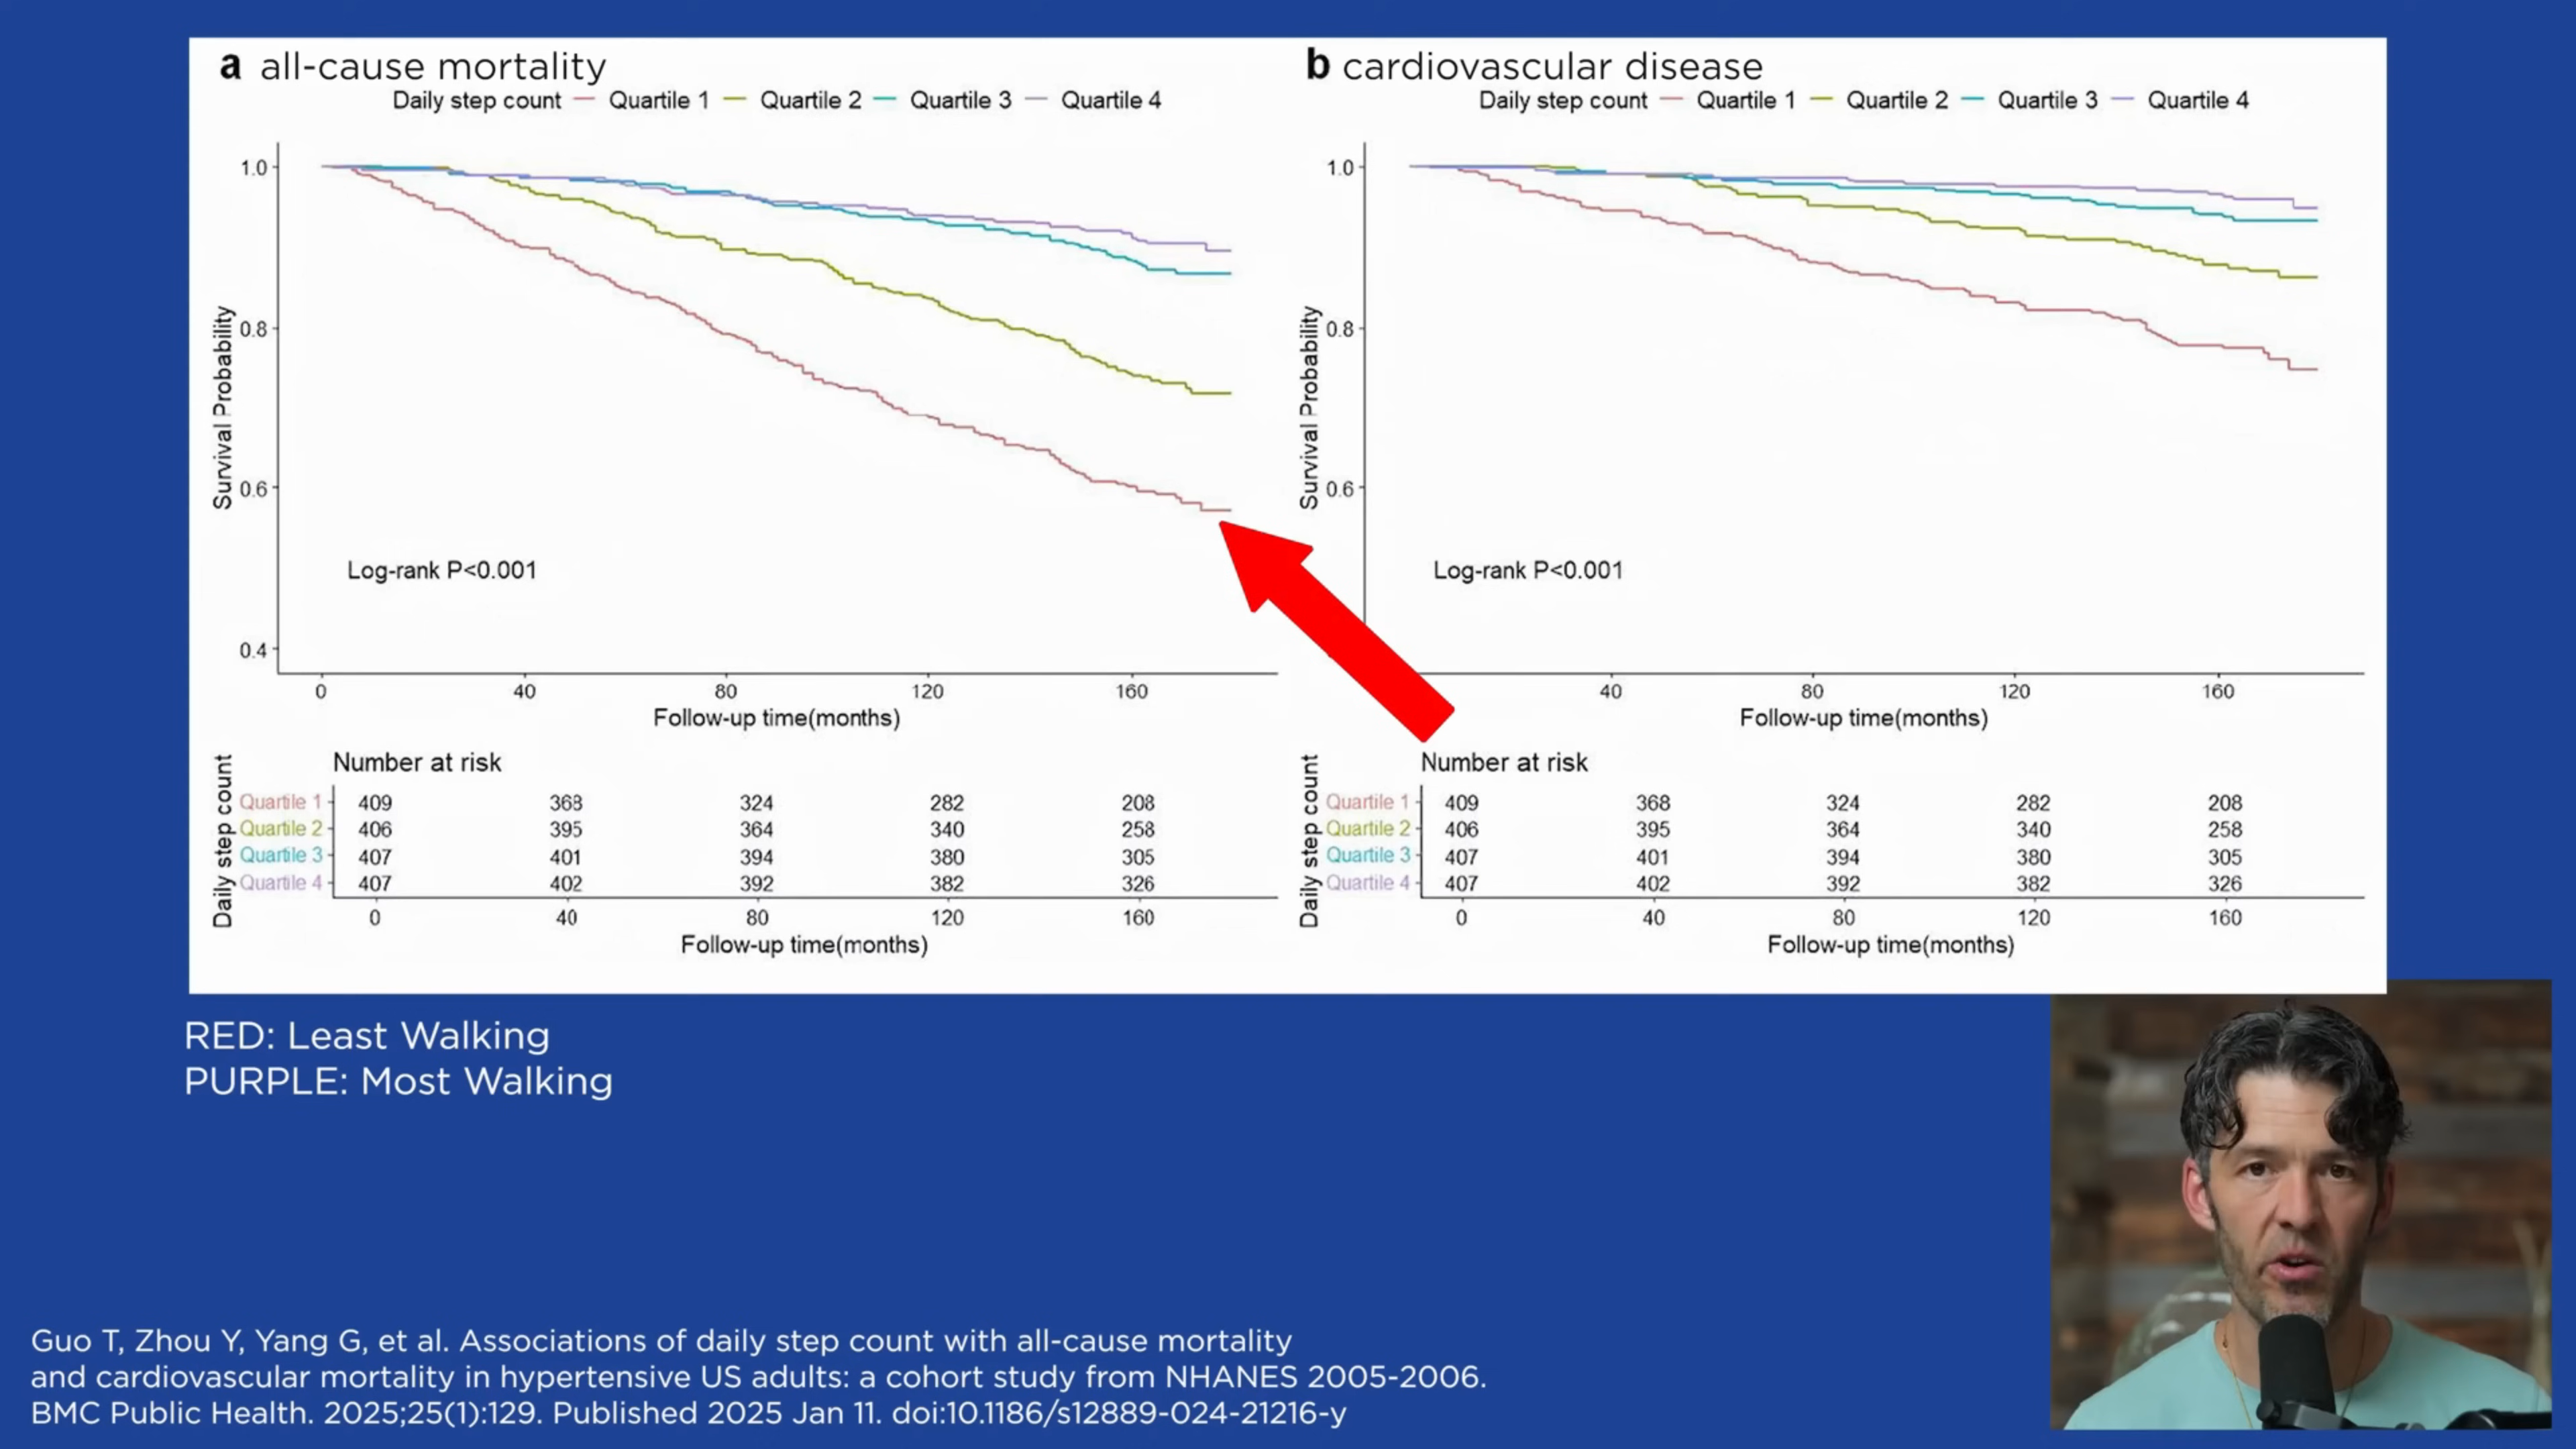 a all-cause mortality
Daily step count — Quartile 1 — Quartile 2 — Quartile 3 — Quartile 4
1.0
0.8
0.6
0.4
Survival Probability
Log-rank P<0.001
0 40 80 120 160
Follow-up time(months)
Number at risk
Daily step count
Quartile 1 409 368 324 282 208
Quartile 2 406 395 364 340 258
Quartile 3 407 401 394 380 305
Quartile 4 407 402 392 382 326
0 40 80 120 160
Follow-up time(months)
b cardiovascular disease
Daily step count — Quartile 1 — Quartile 2 — Quartile 3 — Quartile 4
1.0
0.8
0.6
Survival Probability
Log-rank P<0.001
40 80 120 160
Follow-up time(months)
Number at risk
Daily step count
Quartile 1 409 368 324 282 208
Quartile 2 406 395 364 340 258
Quartile 3 407 401 394 380 305
Quartile 4 407 402 392 382 326
0 40 80 120 160
Follow-up time(months)
RED: Least Walking
PURPLE: Most Walking
Guo T, Zhou Y, Yang G, et al. Associations of daily step count with all-cause mortality
and cardiovascular mortality in hypertensive US adults: a cohort study from NHANES 2005-2006.
BMC Public Health. 2025;25(1):129. Published 2025 Jan 11. doi:10.1186/s12889-024-21216-y